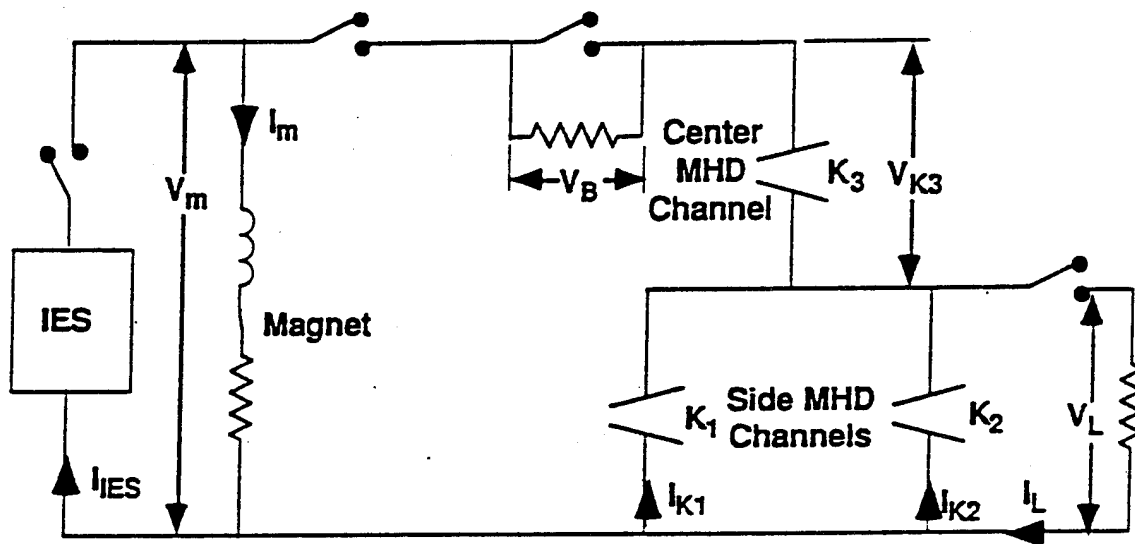 I_m
Center
MHD
Channel
K_3
V_K3
V_m
V_B
IES
Magnet
Side MHD
Channels
K_1
K_2
V_L
I_IES
I_K1
I_K2
I_L